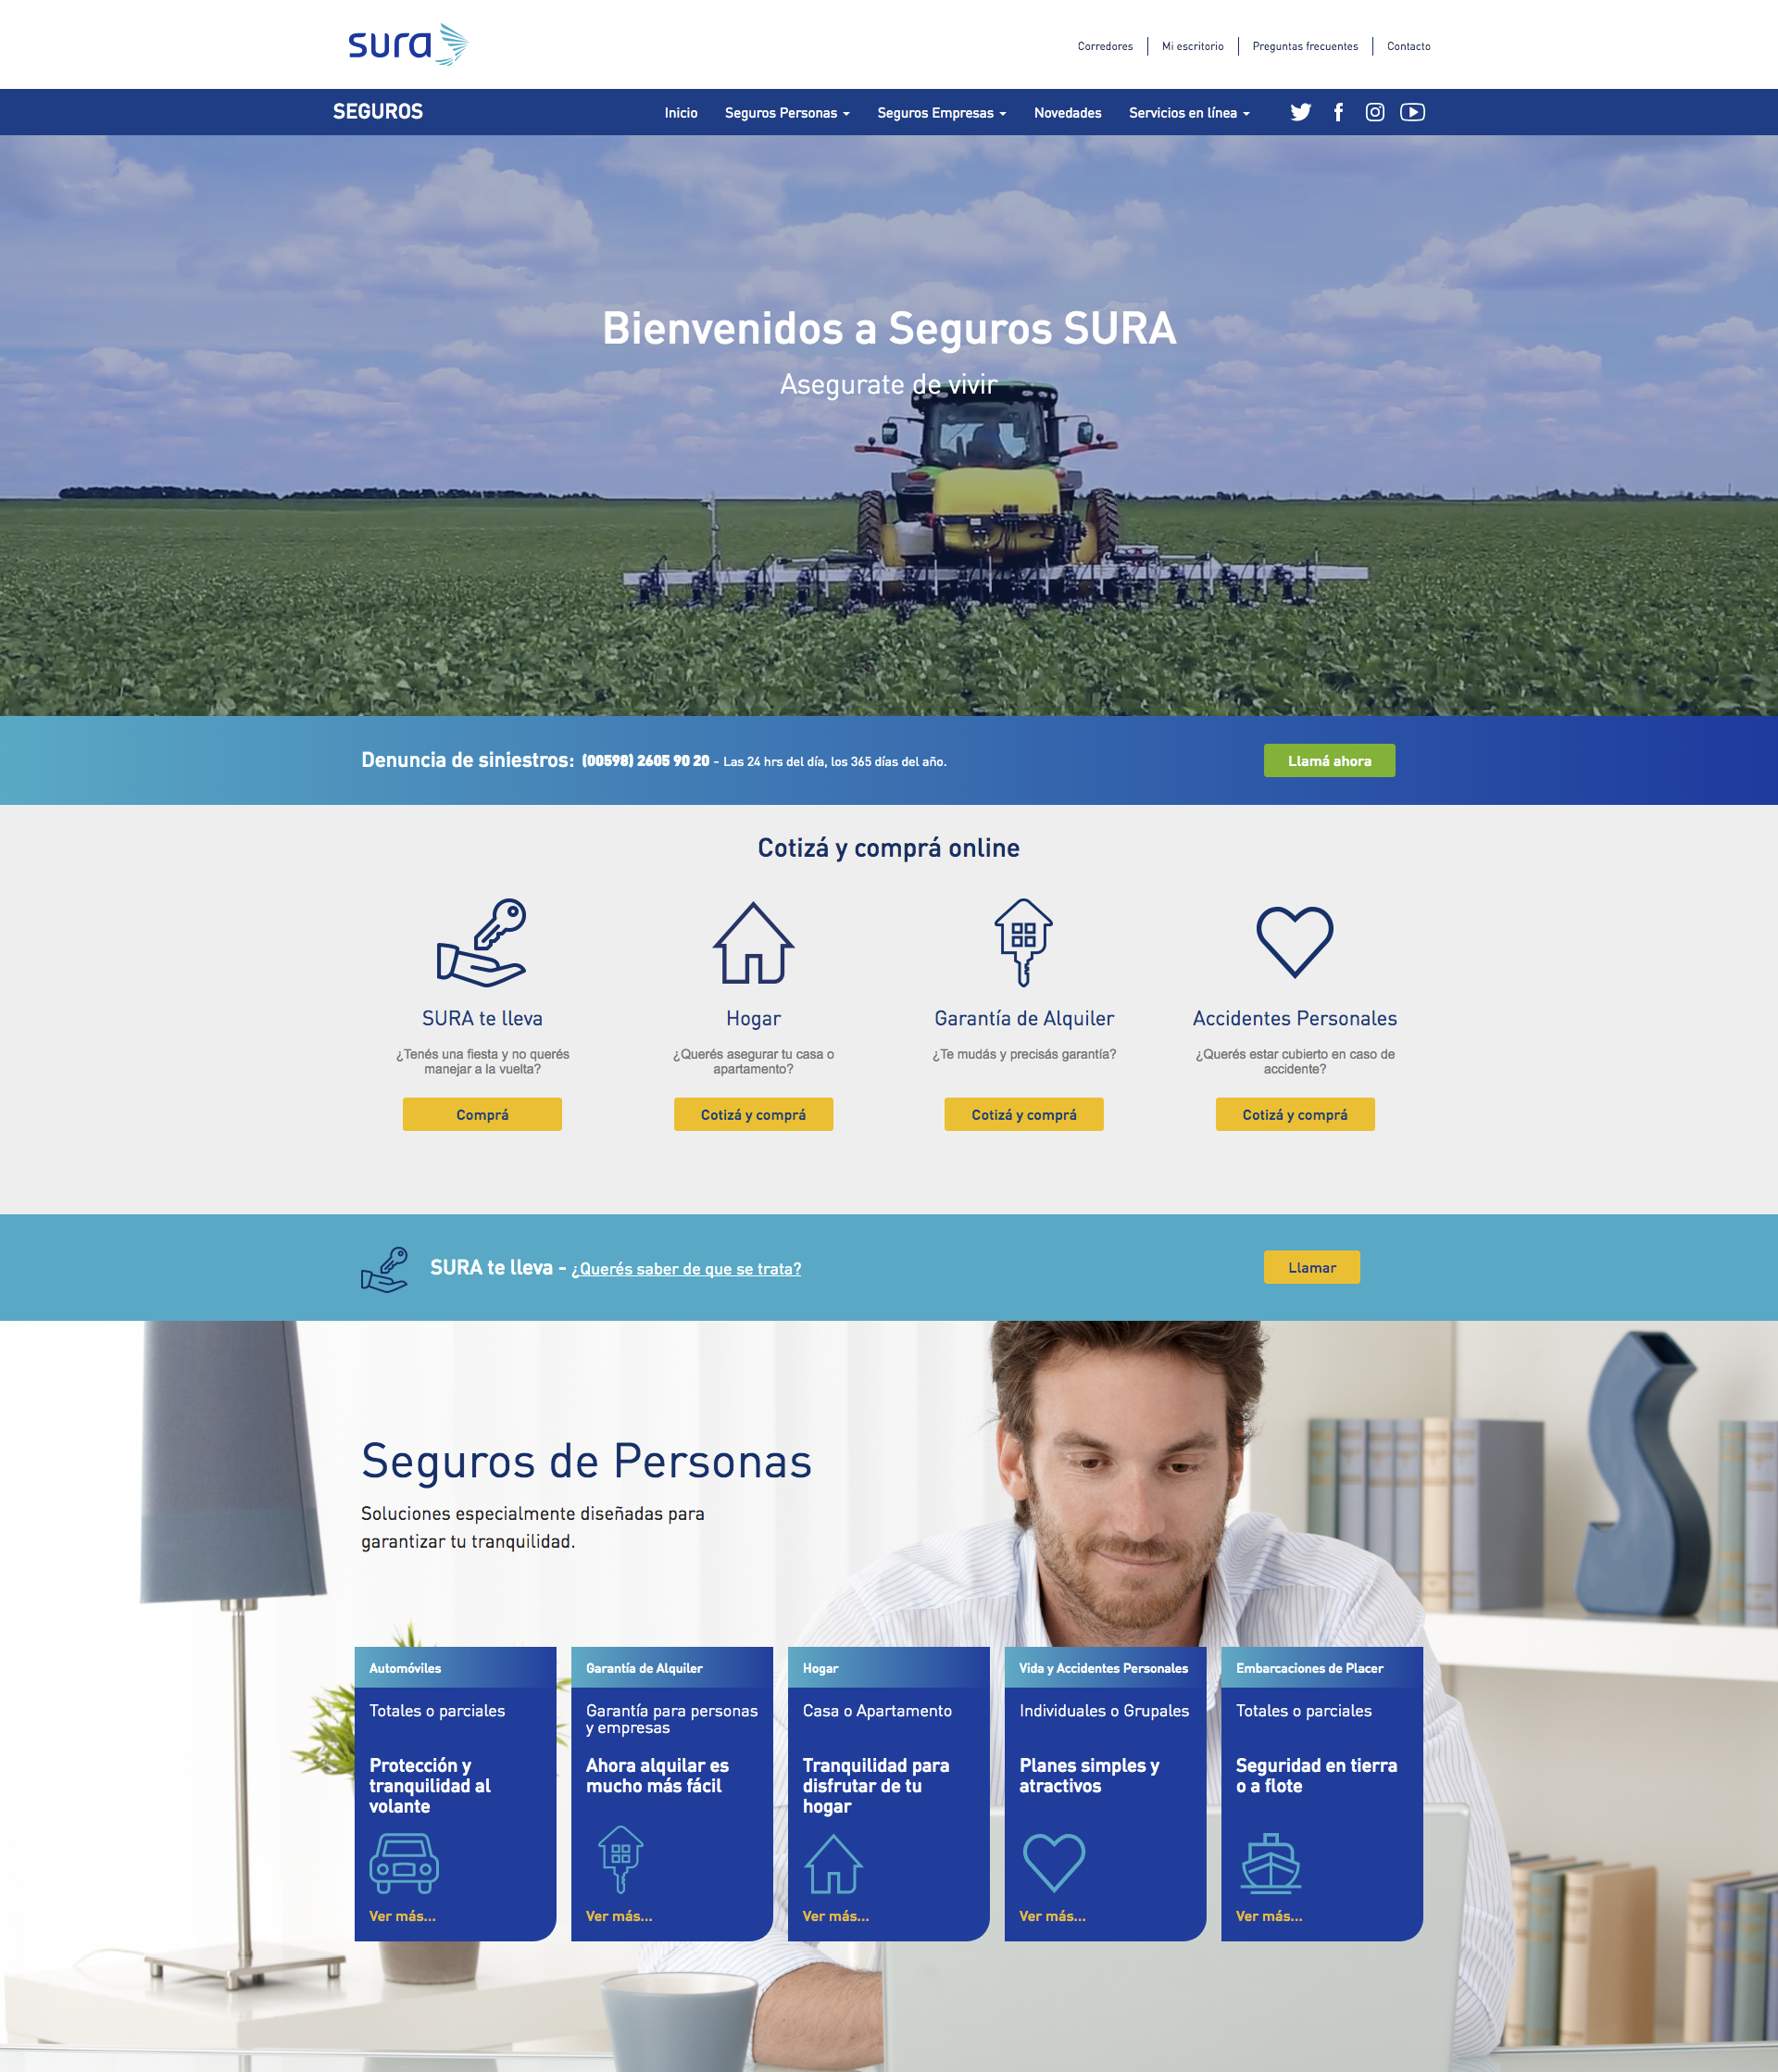 sura
Corredores
Mi escritorio
Preguntas frecuentes
Contacto
SEGUROS
Inicio
Seguros Personas
Seguros Empresas
Novedades
Servicios en línea
Bienvenidos a Seguros SURA
Asegurate de vivir
Denuncia de siniestros: (00598) 2605 90 20 - Las 24 hrs del día, los 365 días del año.
Llamá ahora
Cotizá y comprá online
SURA te lleva
¿Tenés una fiesta y no querés
manejar a la vuelta?
Comprá
Hogar
¿Querés asegurar tu casa o
apartamento?
Cotizá y comprá
Garantía de Alquiler
¿Te mudás y precisás garantía?
Cotizá y comprá
Accidentes Personales
¿Querés estar cubierto en caso de
accidente?
Cotizá y comprá
SURA te lleva - ¿Querés saber de que se trata?
Llamar
Seguros de Personas
Soluciones especialmente diseñadas para
garantizar tu tranquilidad.
Automóviles
Totales o parciales
Protección y
tranquilidad al
volante
Ver más...
Garantía de Alquiler
Garantía para personas
y empresas
Ahora alquilar es
mucho más fácil
Ver más...
Hogar
Casa o Apartamento
Tranquilidad para
disfrutar de tu
hogar
Ver más...
Vida y Accidentes Personales
Individuales o Grupales
Planes simples y
atractivos
Ver más...
Embarcaciones de Placer
Totales o parciales
Seguridad en tierra
o a flote
Ver más...